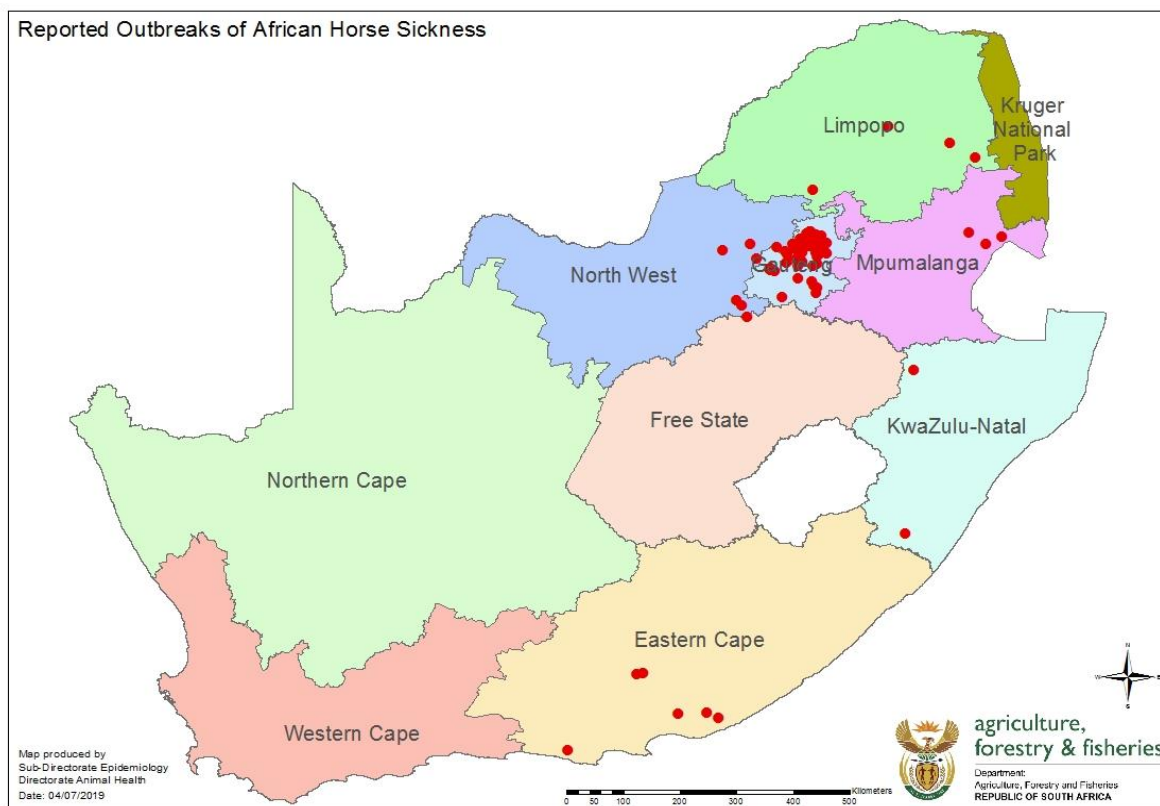 Reported Outbreaks of African Horse Sickness
Limpopo
Kruger
National
Park
North West
Gauteng
Mpumalanga
Free State
KwaZulu-Natal
Northern Cape
Eastern Cape
Western Cape
N
W
E
S
Map produced by
Sub-Directorate Epidemiology
Directorate Animal Health
Date: 04/07/2019
Kilometers
0 50 100 200 300 400 500
agriculture,
forestry & fisheries
Department:
Agriculture, Forestry and Fisheries
REPUBLIC OF SOUTH AFRICA